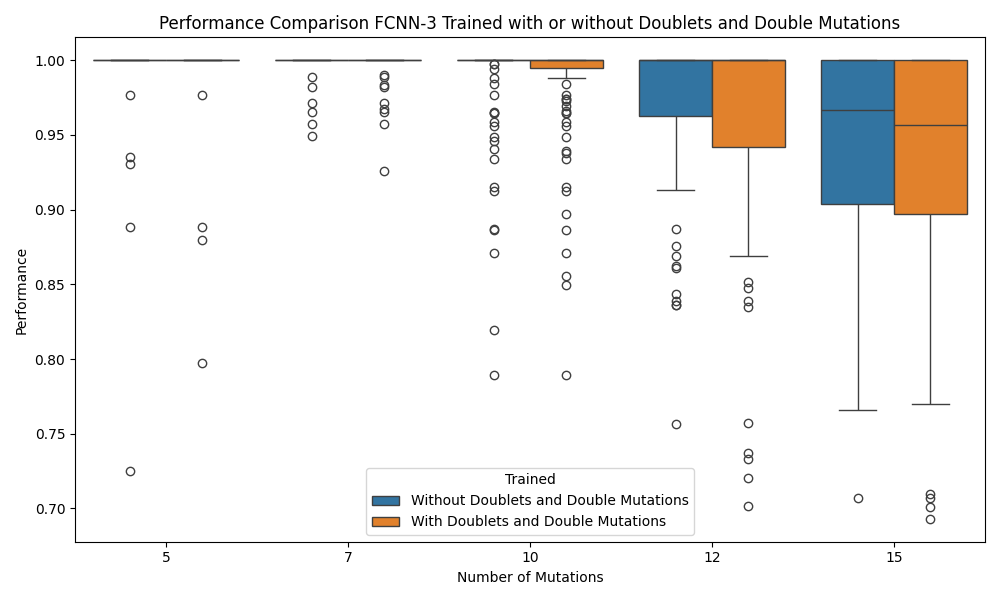 Performance Comparison FCNN-3 Trained with or without Doublets and Double Mutations
1.00
0.95
0.90
0.85
0.80
0.75
0.70
Performance
Trained
Without Doublets and Double Mutations
With Doublets and Double Mutations
5
7
10
12
15
Number of Mutations